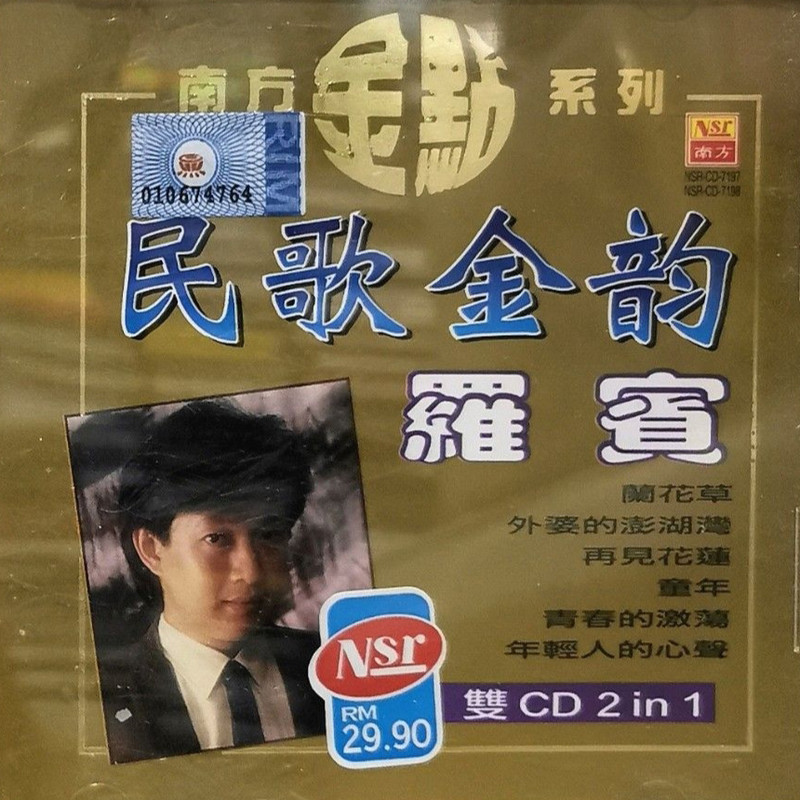 南方金點系列
RIM
010674764
Nsr
南方
NSR-CD-7197
NSR-CD-7198
民歌金韵
羅賓
蘭花草
外婆的澎湖灣
再見花蓮
童年
青春的激蕩
年輕人的心聲
Nsr
RM
29.90
雙 CD 2 in 1